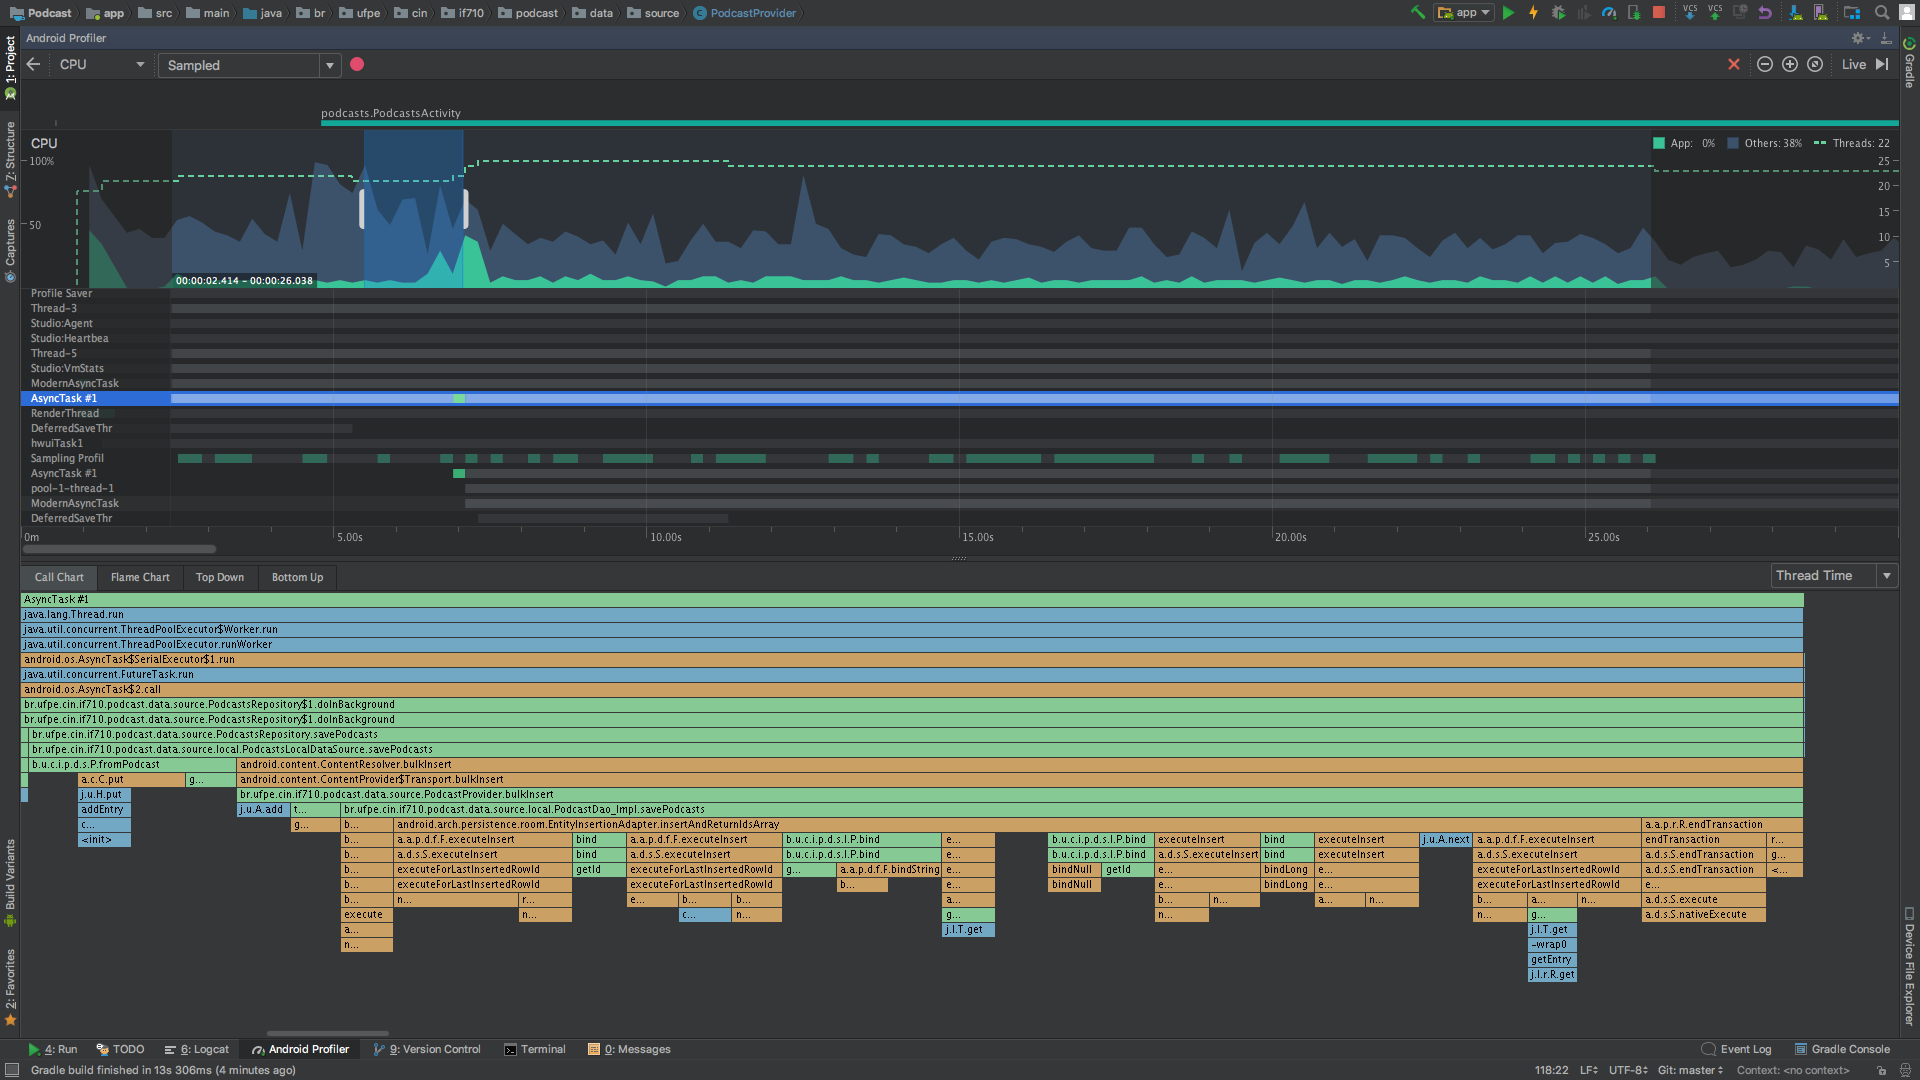 Podcast app src main java br ufpe cin if710 podcast data source PodcastProvider app VCS VCS
Android Profiler
CPU Sampled Live
podcasts.PodcastsActivity
CPU App: 0% Others: 38% Threads: 22
100% 25
20
50 15
10
5
00:00:02.414 – 00:00:26.038
Profile Saver
Thread-3
Studio:Agent
Studio:Heartbea
Thread-5
Studio:VmStats
ModernAsyncTask
AsyncTask #1
RenderThread
DeferredSaveThr
hwuiTask1
Sampling Profil
AsyncTask #1
pool-1-thread-1
ModernAsyncTask
DeferredSaveThr
0m 5.00s 10.00s 15.00s 20.00s 25.00s
Call Chart Flame Chart Top Down Bottom Up Thread Time
AsyncTask #1
java.lang.Thread.run
java.util.concurrent.ThreadPoolExecutor$Worker.run
java.util.concurrent.ThreadPoolExecutor.runWorker
android.os.AsyncTask$SerialExecutor$1.run
java.util.concurrent.FutureTask.run
android.os.AsyncTask$2.call
br.ufpe.cin.if710.podcast.data.source.PodcastsRepository$1.doInBackground
br.ufpe.cin.if710.podcast.data.source.PodcastsRepository$1.doInBackground
br.ufpe.cin.if710.podcast.data.source.PodcastsRepository.savePodcasts
br.ufpe.cin.if710.podcast.data.source.local.PodcastsLocalDataSource.savePodcasts
b.u.c.i.p.d.s.P.fromPodcast android.content.ContentResolver.bulkInsert
a.c.C.put g... android.content.ContentProvider$Transport.bulkInsert
j.u.H.put br.ufpe.cin.if710.podcast.data.source.PodcastProvider.bulkInsert
addEntry j.u.A.add t... br.ufpe.cin.if710.podcast.data.source.local.PodcastDao_Impl.savePodcasts
c... g... b... android.arch.persistence.room.EntityInsertionAdapter.insertAndReturnIdsArray a.a.p.r.R.endTransaction
<init> b... a.a.p.d.f.F.executeInsert bind a.a.p.d.f.F.executeInsert b.u.c.i.p.d.s.l.P.bind e... b.u.c.i.p.d.s.l.P.bind executeInsert bind executeInsert j.u.A.next a.a.p.d.f.F.executeInsert endTransaction r...
b... a.d.s.S.executeInsert bind a.d.s.S.executeInsert b.u.c.i.p.d.s.l.P.bind e... b.u.c.i.p.d.s.l.P.bind a.d.s.S.executeInsert bind executeInsert a.d.s.S.executeInsert a.d.s.S.endTransaction g...
b... executeForLastInsertedRowId getId executeForLastInsertedRowId g... a.a.p.d.f.F.bindString e... bindNull getId e... bindLong e... executeForLastInsertedRowId a.d.s.S.endTransaction <...
b... executeForLastInsertedRowId executeForLastInsertedRowId b... e... bindNull e... bindLong e... executeForLastInsertedRowId e...
b... n... r... e... b... b... a... b... n... a... n... b... a... n... a.d.s.S.execute
execute n... c... n... g... n... n... g... a.d.s.S.nativeExecute
a... j.l.T.get j.l.T.get
n... -wrap0
getEntry
j.l.r.R.get
4: Run TODO 6: Logcat Android Profiler 9: Version Control Terminal 0: Messages Event Log Gradle Console
Gradle build finished in 13s 306ms (4 minutes ago) 118:22 LF UTF-8 Git: master Context: <no context>
1: Project
Z: Structure
Captures
Build Variants
2: Favorites
Gradle
Device File Explorer